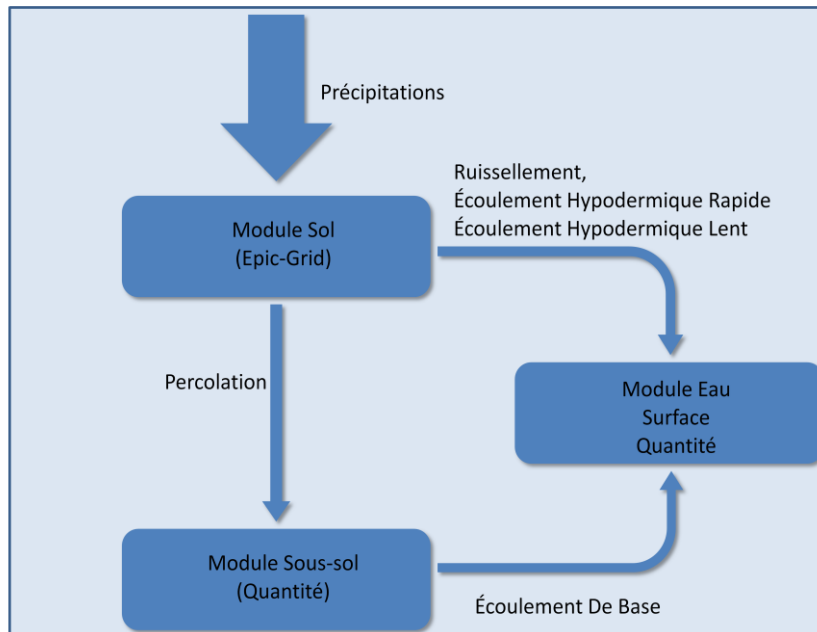 Précipitations
Ruissellement,
Écoulement Hypodermique Rapide
Écoulement Hypodermique Lent
Module Sol
(Epic-Grid)
Percolation
Module Eau
Surface
Quantité
Module Sous-sol
(Quantité)
Écoulement De Base